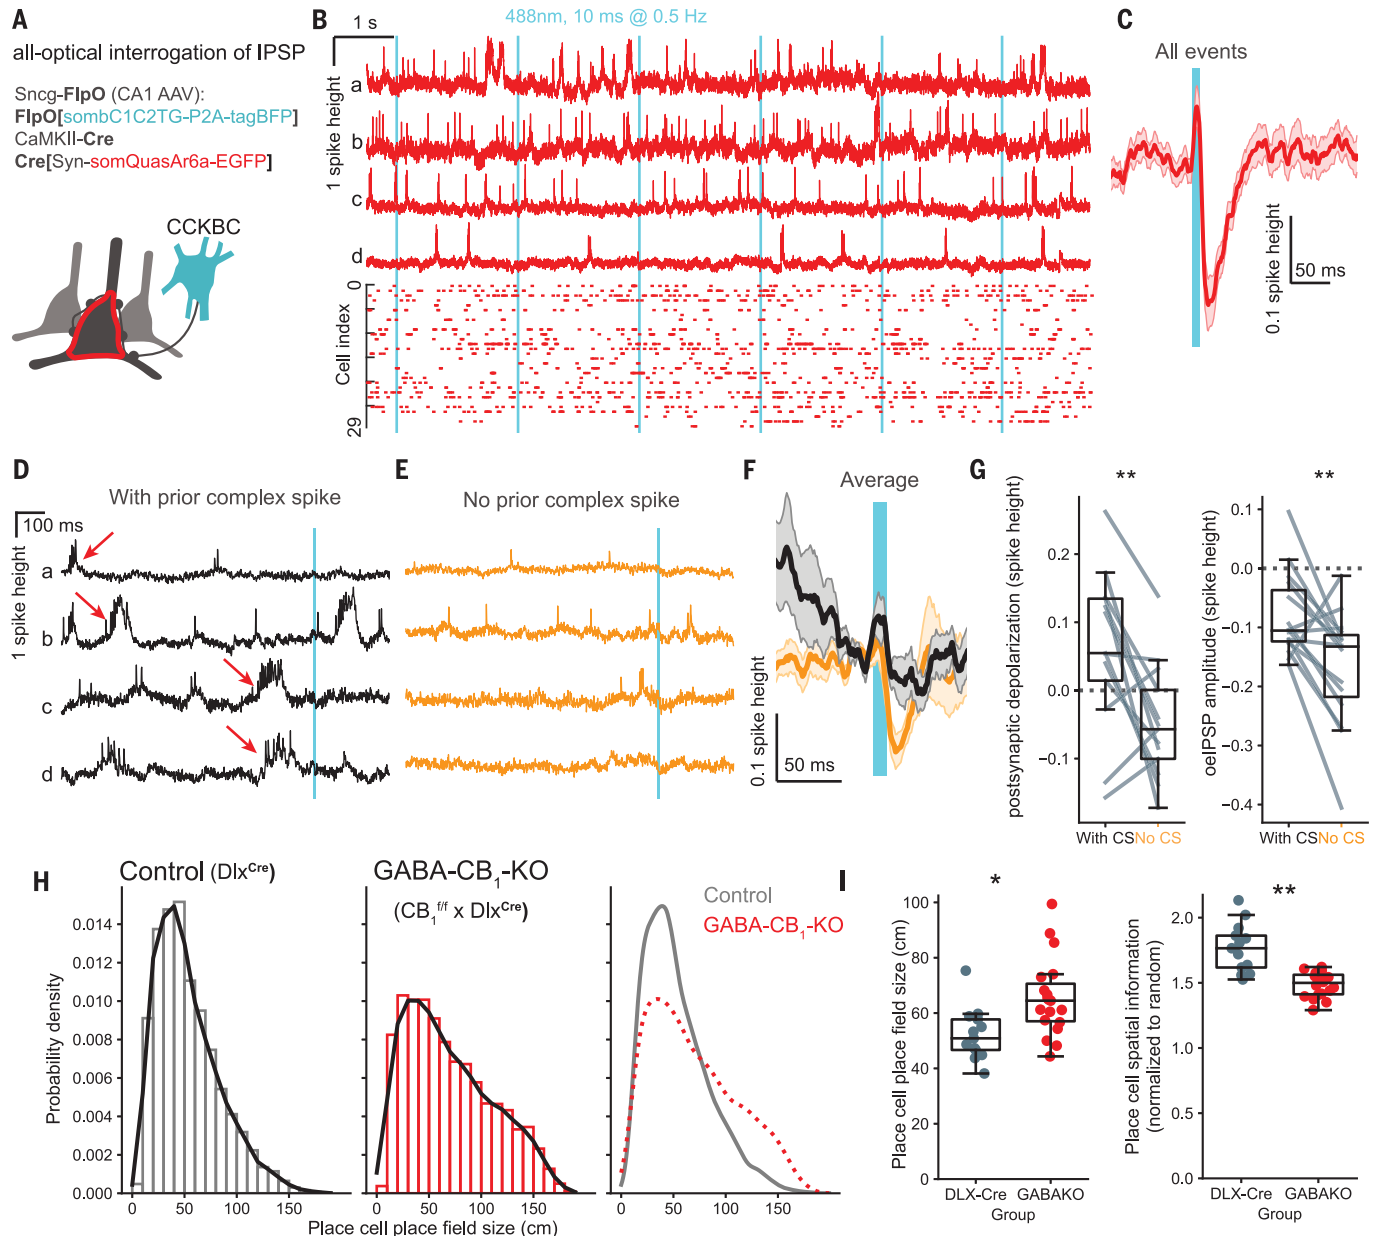 A
all-optical interrogation of IPSP
Sncg-FlpO (CA1 AAV):
FlpO[sombC1C2TG-P2A-tagBFP]
CaMKII-Cre
Cre[Syn-somQuasAr6a-EGFP]
CCKBC
B
1 s
488nm, 10 ms @ 0.5 Hz
1 spike height
a
b
c
d
0
Cell index
29
C
All events
0.1 spike height
50 ms
D
With prior complex spike
100 ms
1 spike height
a
b
c
d
E
No prior complex spike
F
Average
0.1 spike height
50 ms
G
**
postsynaptic depolarization (spike height)
0.2
0.1
0.0
−0.1
With CS No CS
**
oeIPSP amplitude (spike height)
0.1
0.0
−0.1
−0.2
−0.3
−0.4
With CS No CS
H
Control (Dlxᶜʳᵉ)
Probability density
0.014
0.012
0.010
0.008
0.006
0.004
0.002
0.000
0 50 100 150
GABA-CB₁-KO
(CB₁ᶠ/ᶠ x Dlxᶜʳᵉ)
0 50 100 150
Control
GABA-CB₁-KO
0 50 100 150
Place cell place field size (cm)
I
*
Place cell place field size (cm)
100
80
60
40
20
0
DLX-Cre GABAKO
Group
**
Place cell spatial information
(normalized to random)
2.0
1.5
1.0
0.5
0.0
DLX-Cre GABAKO
Group